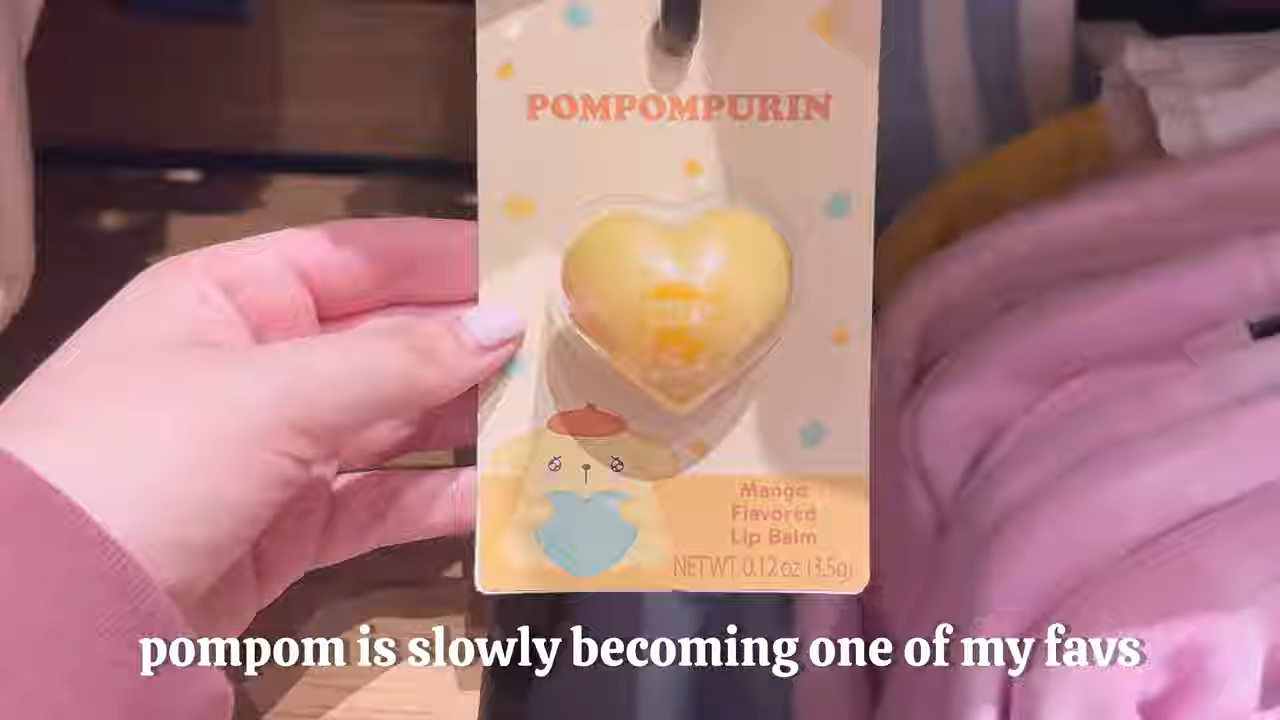 POMPOMPURIN
Mango
Flavored
Lip Balm
NET WT. 0.12 oz (3.5g)
pompom is slowly becoming one of my favs